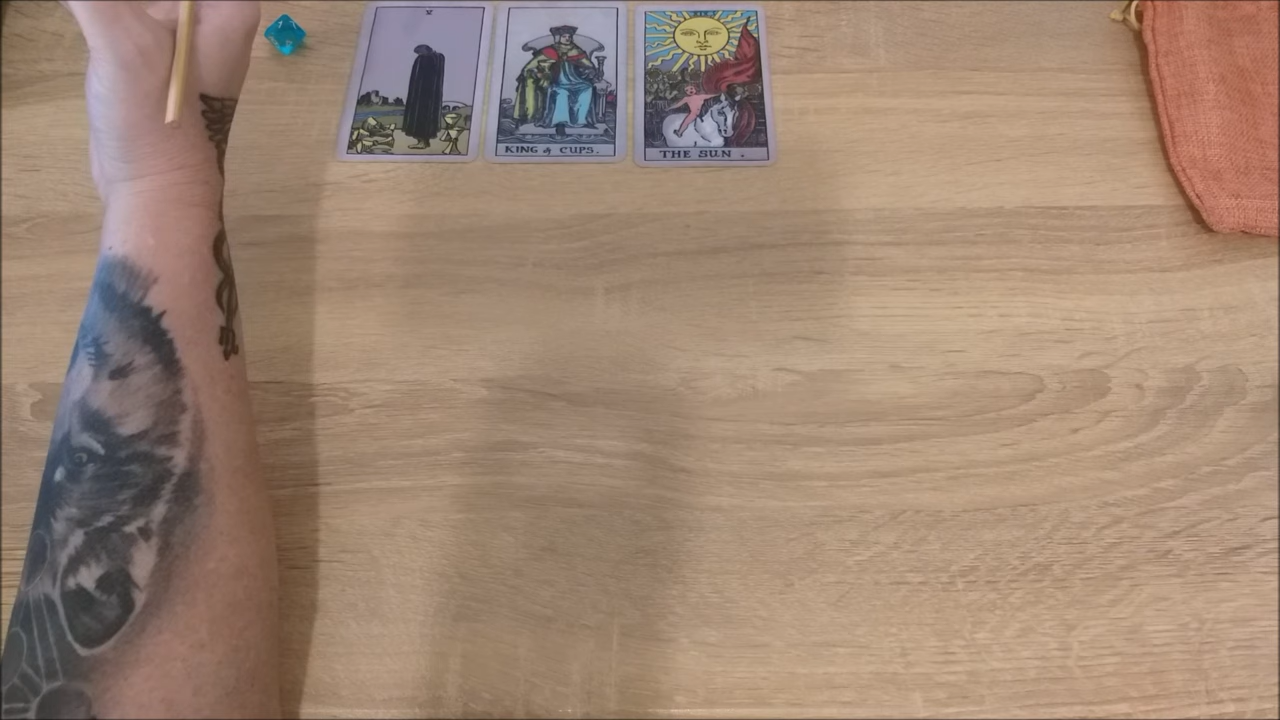 V
KING of CUPS.
THE SUN.